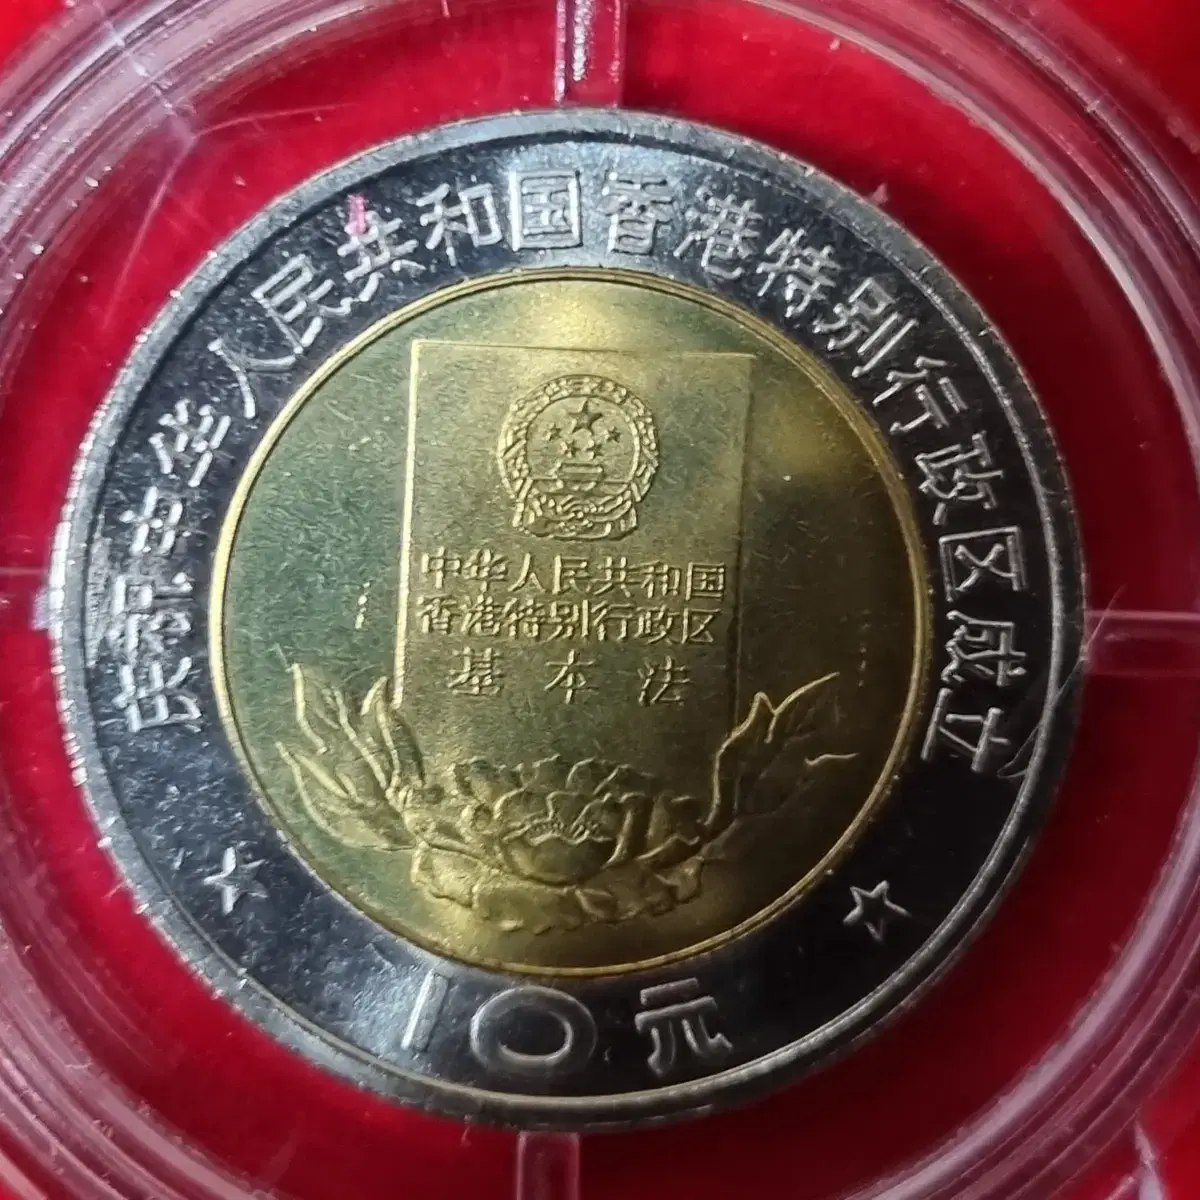 庆祝中华人民共和国香港特别行政区成立
中华人民共和国
香港特别行政区
基本法
10元